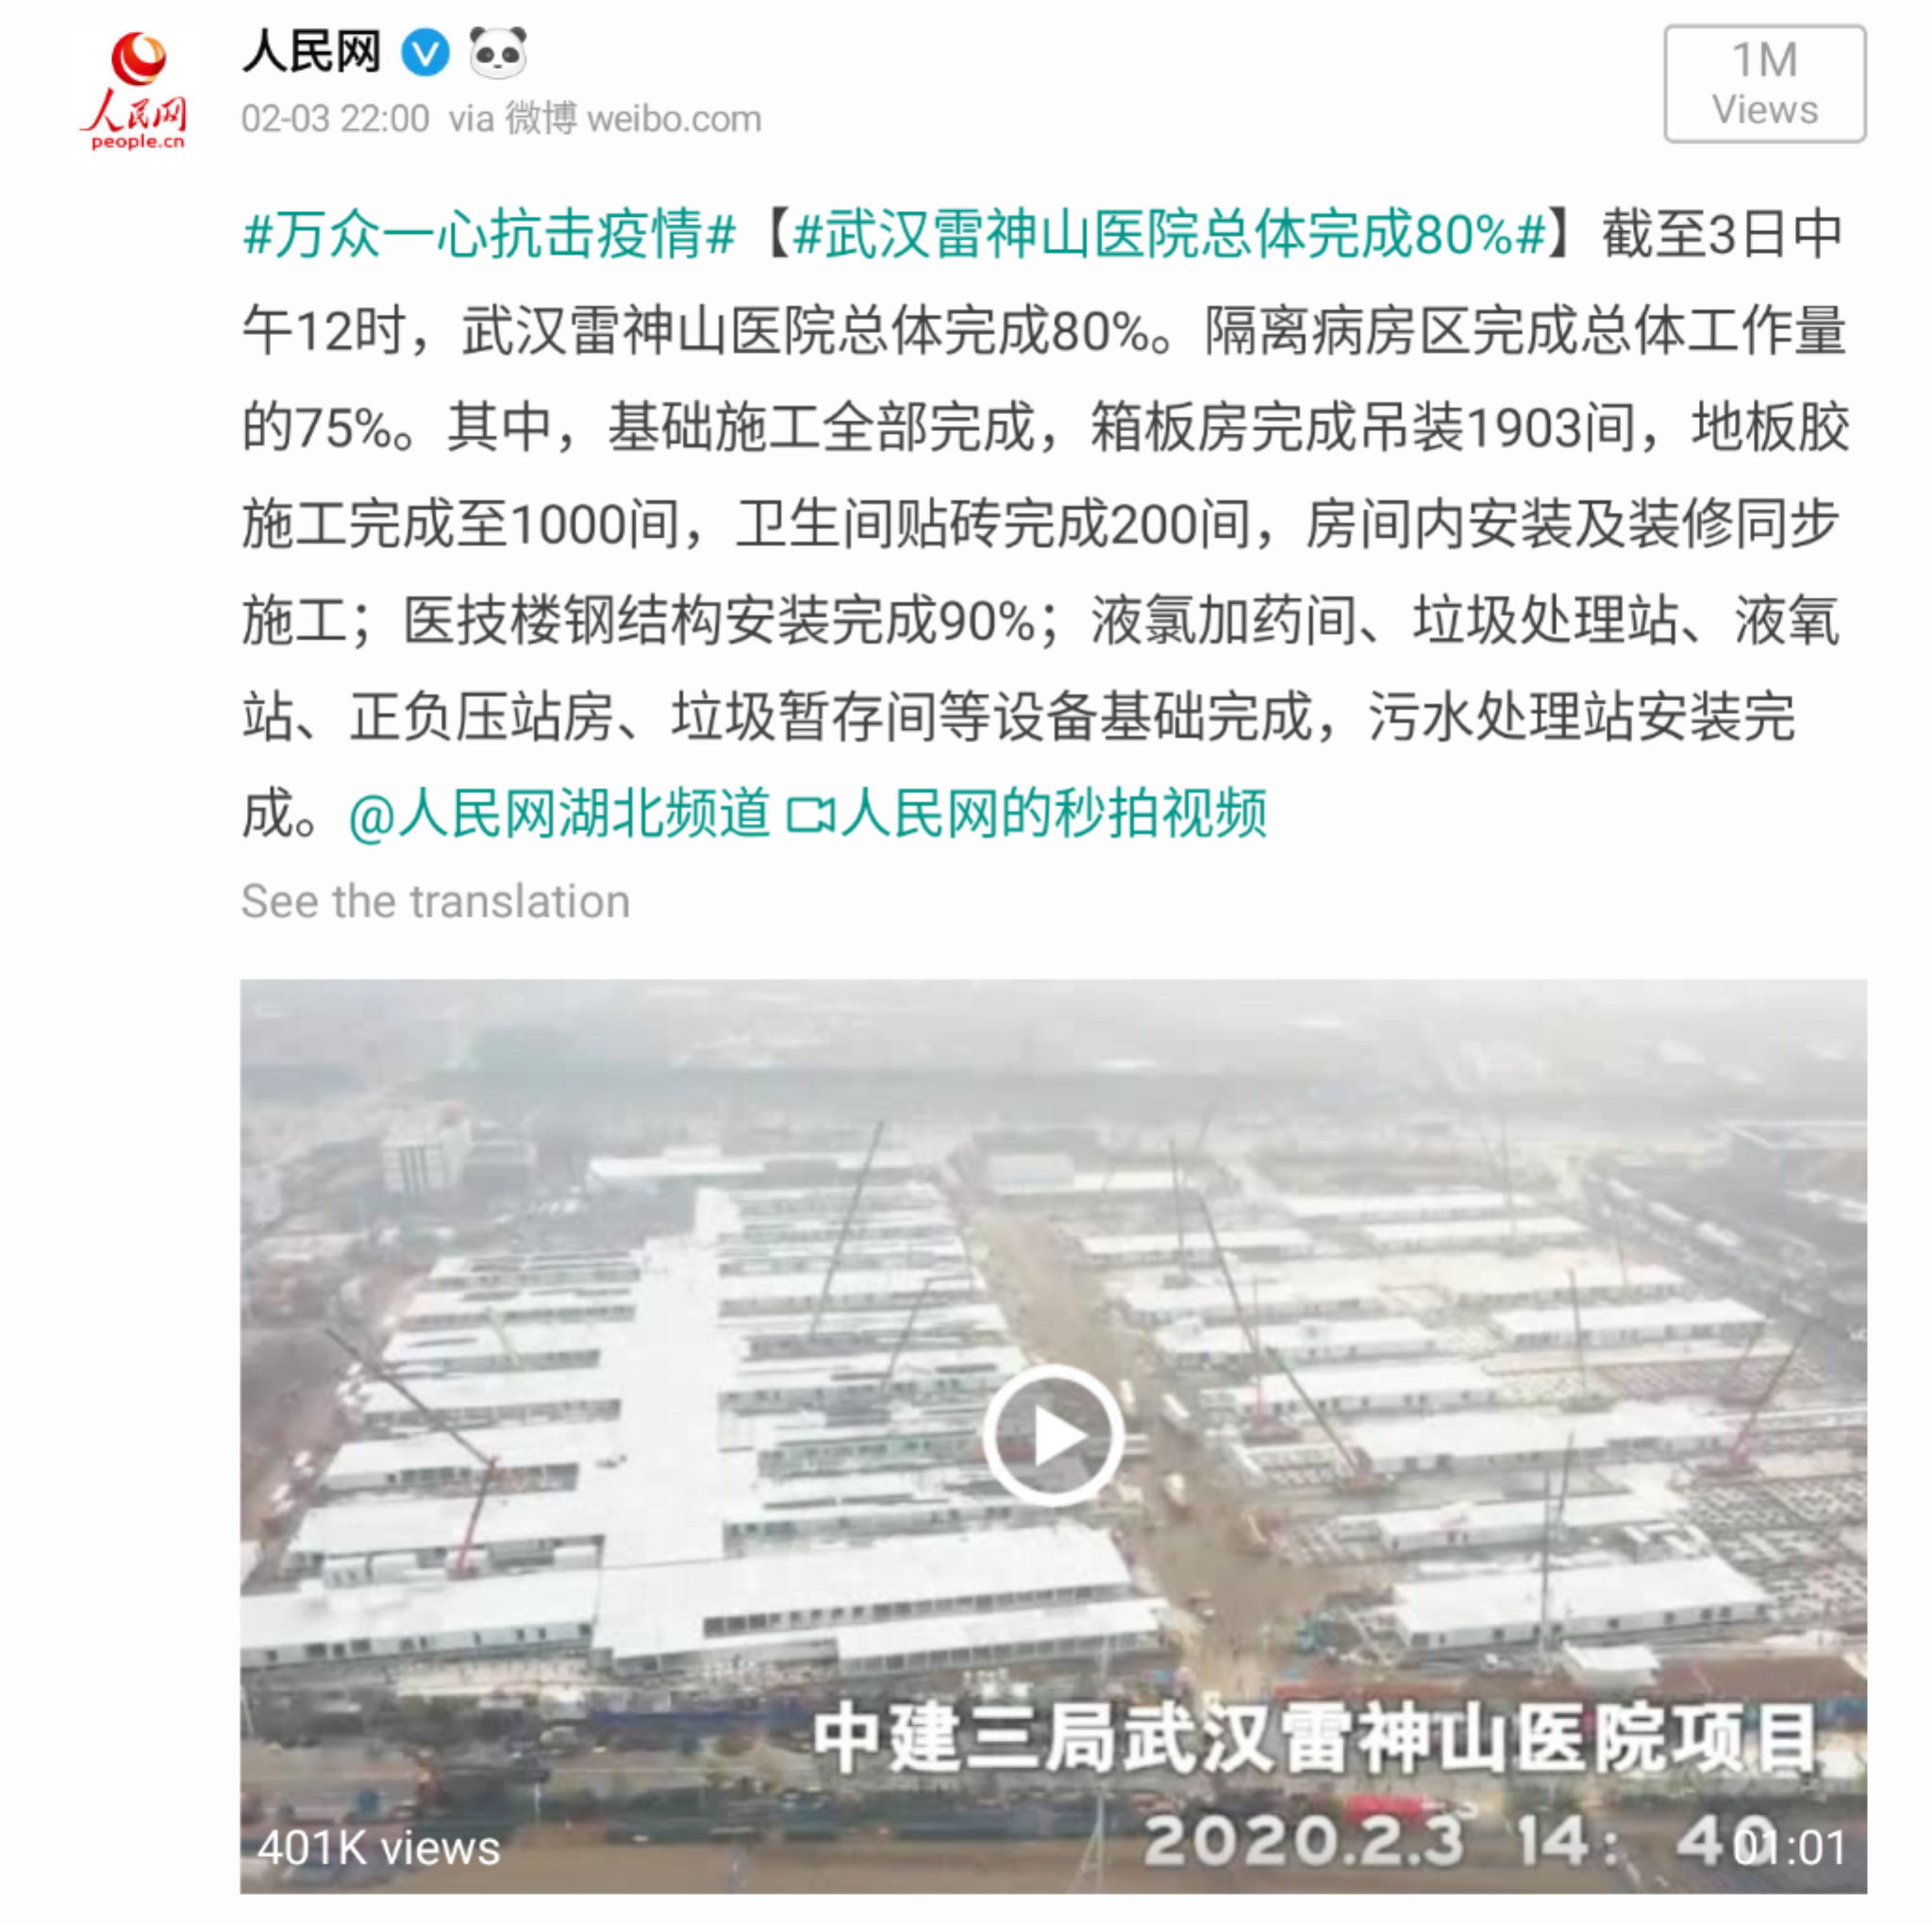 人民网
人民网
people.cn
02-03 22:00 via 微博 weibo.com
1M
Views
#万众一心抗击疫情#【#武汉雷神山医院总体完成80%#】截至3日中
午12时，武汉雷神山医院总体完成80%。隔离病房区完成总体工作量
的75%。其中，基础施工全部完成，箱板房完成吊装1903间，地板胶
施工完成至1000间，卫生间贴砖完成200间，房间内安装及装修同步
施工；医技楼钢结构安装完成90%；液氯加药间、垃圾处理站、液氧
站、正负压站房、垃圾暂存间等设备基础完成，污水处理站安装完
成。@人民网湖北频道 人民网的秒拍视频
See the translation
中建三局武汉雷神山医院项目
2020.2.3 14: 40
401K views
01:01